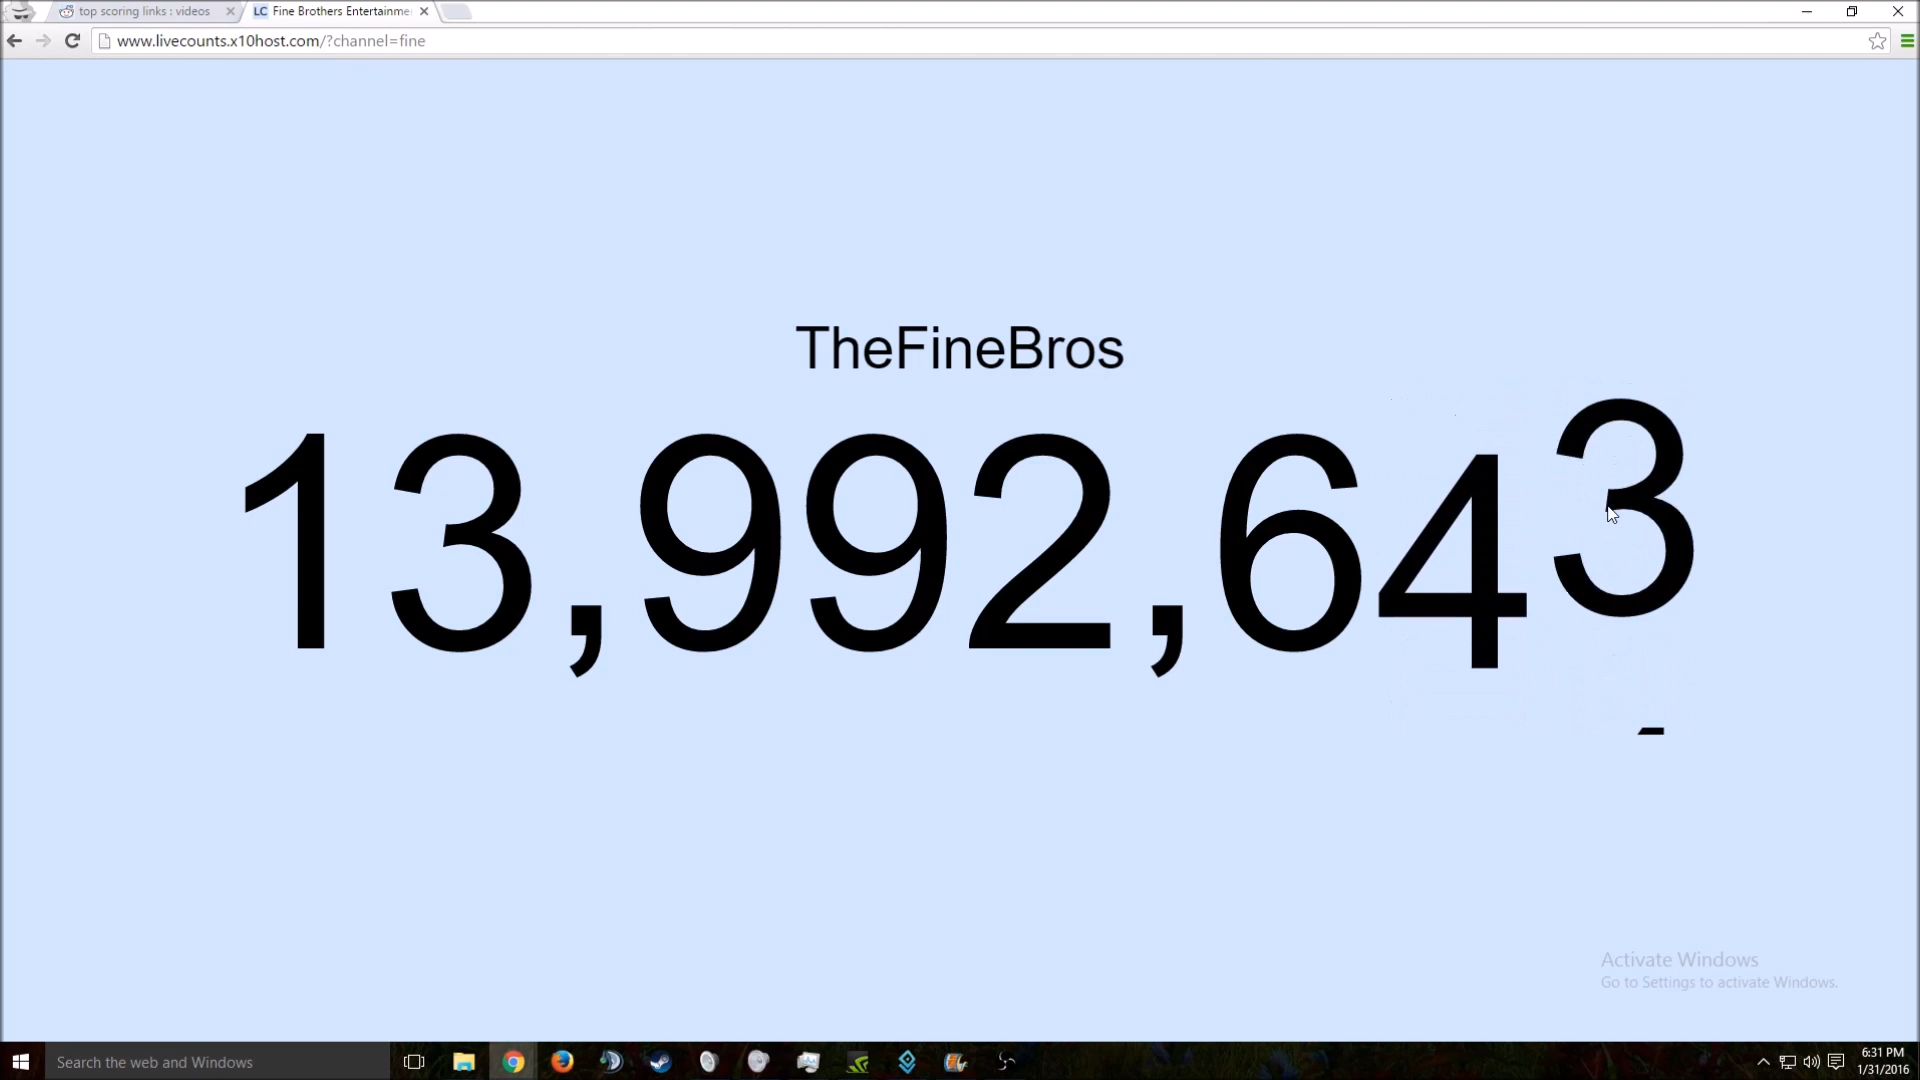 top scoring links : videos
LC Fine Brothers Entertainme
www.livecounts.x10host.com/?channel=fine
TheFineBros
13,992,643
Activate Windows
Go to Settings to activate Windows.
Search the web and Windows
6:31 PM
1/31/2016